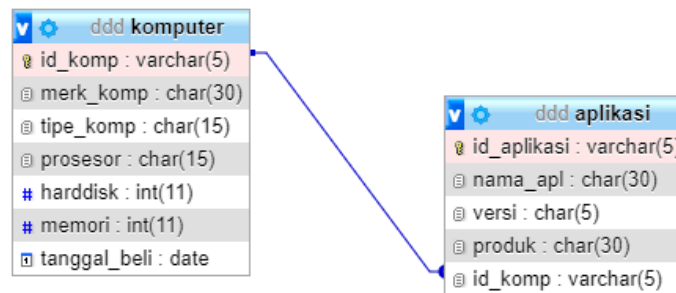 ddd komputer
id_komp : varchar(5)
merk_komp : char(30)
tipe_komp : char(15)
prosesor : char(15)
# harddisk : int(11)
# memori : int(11)
tanggal_beli : date
ddd aplikasi
id_aplikasi : varchar(5)
nama_apl : char(30)
versi : char(5)
produk : char(30)
id_komp : varchar(5)